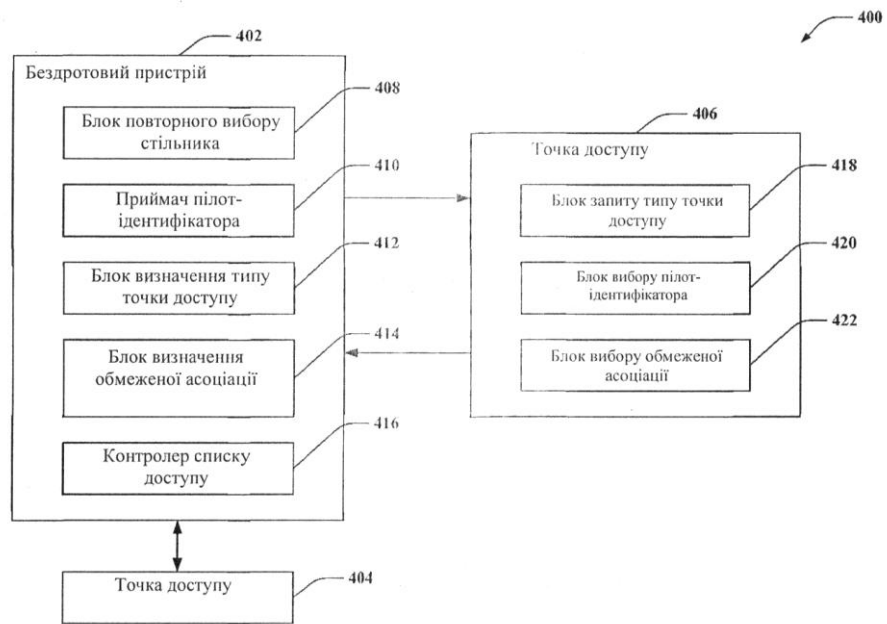 400
402
Бездротовий пристрій
408
Блок повторного вибору
стільника
410
Приймач пілот-
ідентифікатора
412
Блок визначення типу
точки доступу
414
Блок визначення
обмеженої асоціації
416
Контролер списку
доступу
406
Точка доступу
418
Блок запиту типу точки
доступу
420
Блок вибору пілот-
ідентифікатора
422
Блок вибору обмеженої
асоціації
Точка доступу
404